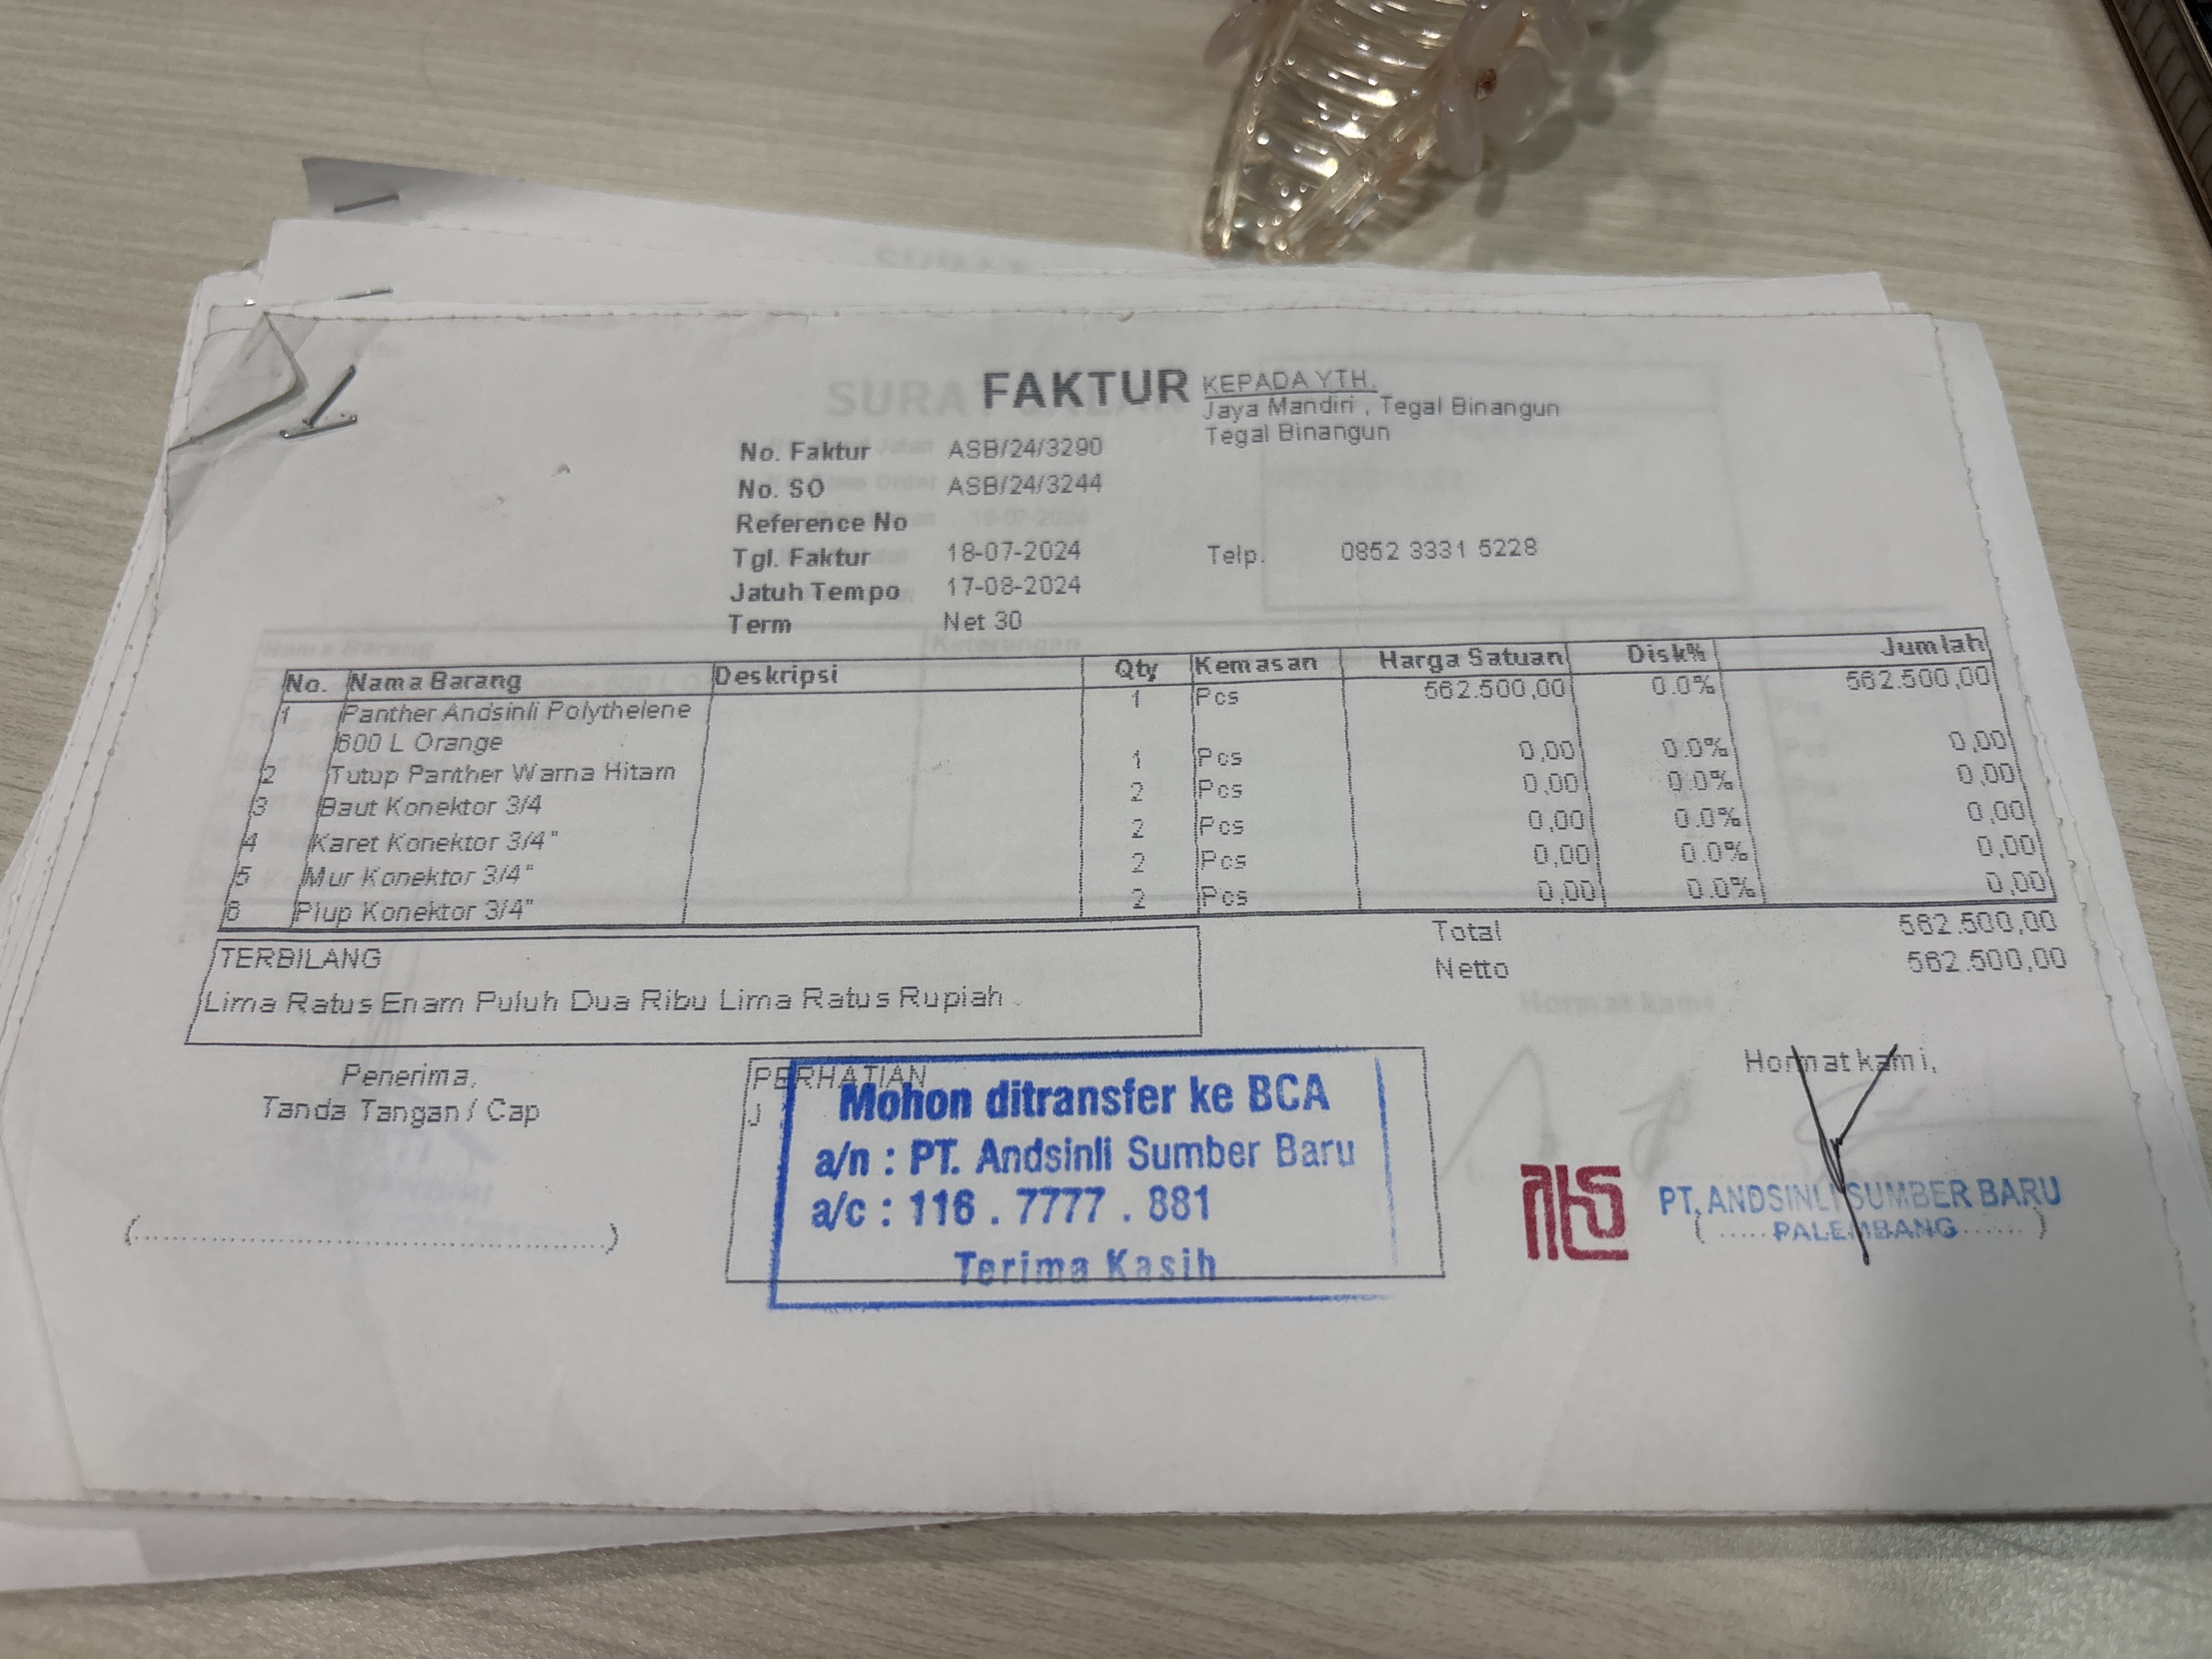 FAKTUR
KEPADA YTH.
Jaya Mandiri , Tegal Binangun
Tegal Binangun
No. Faktur ASB/24/3290
No. SO ASB/24/3244
Reference No
Tgl. Faktur 18-07-2024 Telp. 0852 3331 5228
Jatuh Tempo 17-08-2024
Term Net 30
No. Nama Barang Deskripsi Qty Kemasan Harga Satuan Disk% Jumlah
1 Panther Andsinli Polythelene 1 Pcs 562.500,00 0.0% 562.500,00
600 L Orange
2 Tutup Panther Warna Hitam 1 Pcs 0,00 0.0% 0,00
3 Baut Konektor 3/4 2 Pcs 0,00 0.0% 0,00
4 Karet Konektor 3/4" 2 Pcs 0,00 0.0% 0,00
5 Mur Konektor 3/4" 2 Pcs 0,00 0.0% 0,00
6 Plup Konektor 3/4" 2 Pcs 0,00 0.0% 0,00
Total 562.500,00
Netto 562.500,00
TERBILANG
Lima Ratus Enam Puluh Dua Ribu Lima Ratus Rupiah
Penerima,
Tanda Tangan / Cap
(....................................................)
PERHATIAN
J
Mohon ditransfer ke BCA
a/n : PT. Andsinli Sumber Baru
a/c : 116 . 7777 . 881
Terima Kasih
Hormat kami,
PT. ANDSINLI SUMBER BARU
PALEMBANG